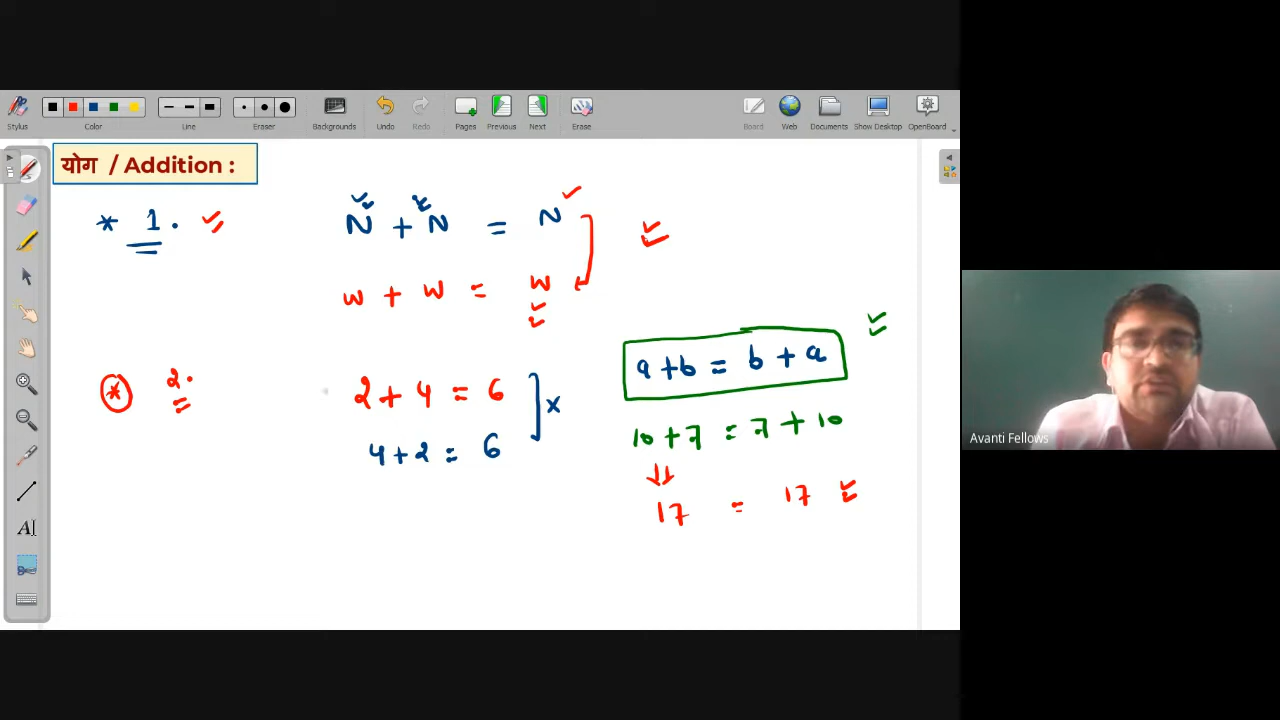 Stylus Color Line Eraser Backgrounds Undo Redo Pages Previous Next Erase Board Web Documents Show Desktop OpenBoard
योग / Addition :
* 1. N + N = N
w + w = w
a + b = b + a
* 2. 2 + 4 = 6
10 + 7 = 7 + 10
4 + 2 = 6
17 = 17
Avanti Fellows